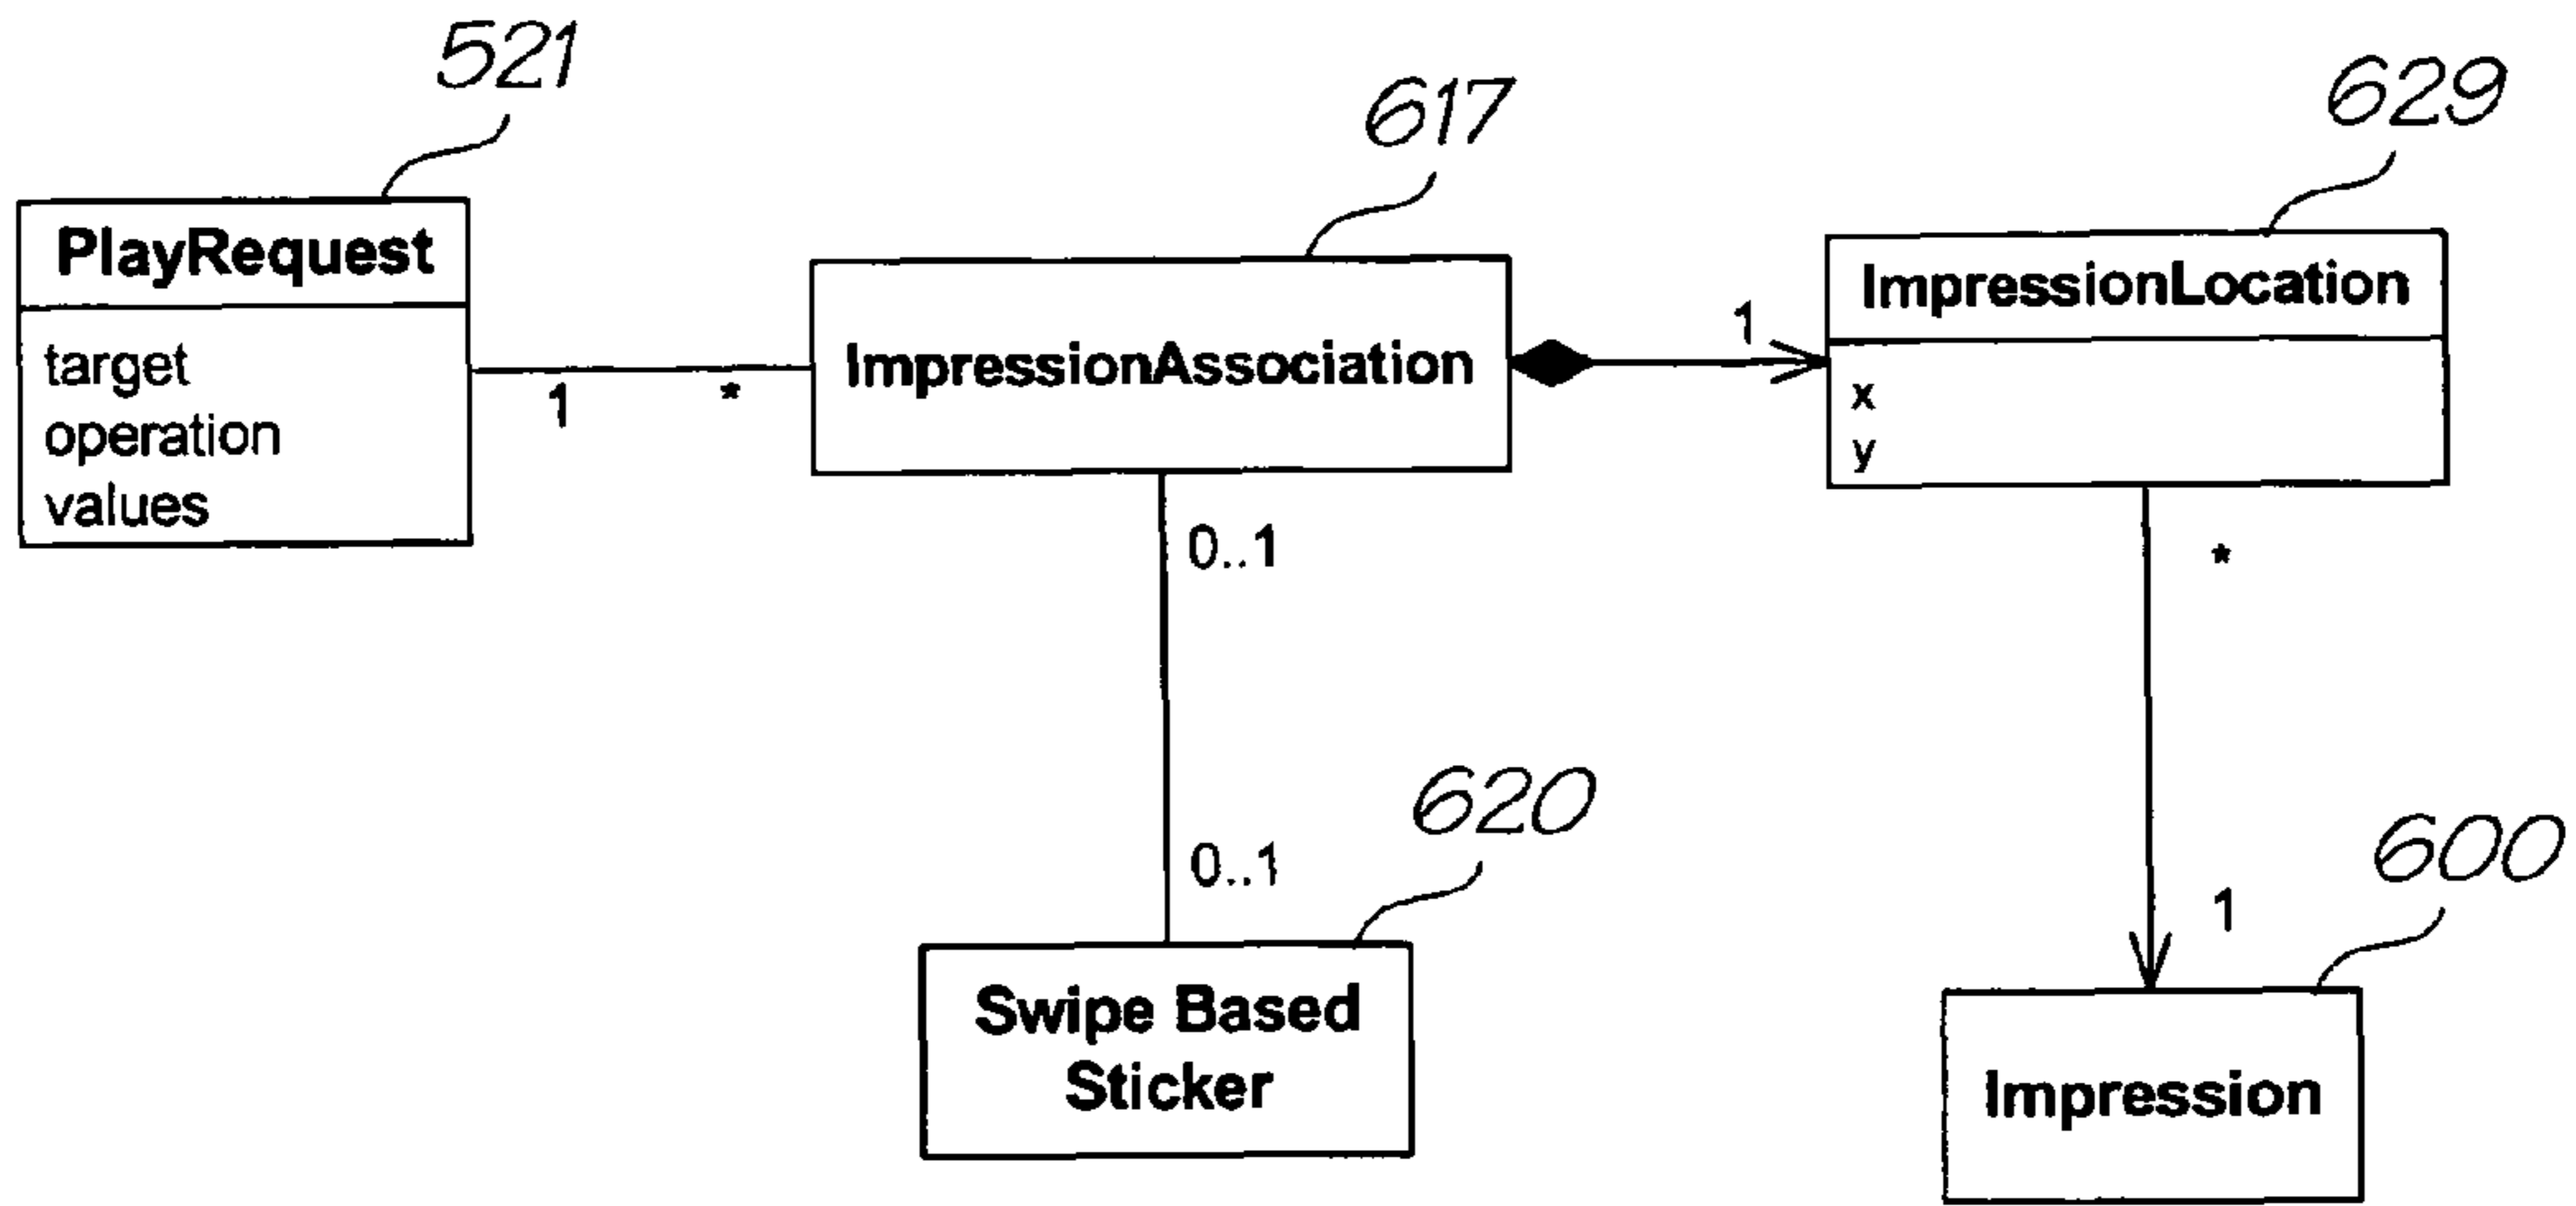 521
617
629
PlayRequest
target
operation
values
1
*
ImpressionAssociation
1
ImpressionLocation
x
y
0..1
0..1
*
1
620
600
Swipe Based
Sticker
Impression